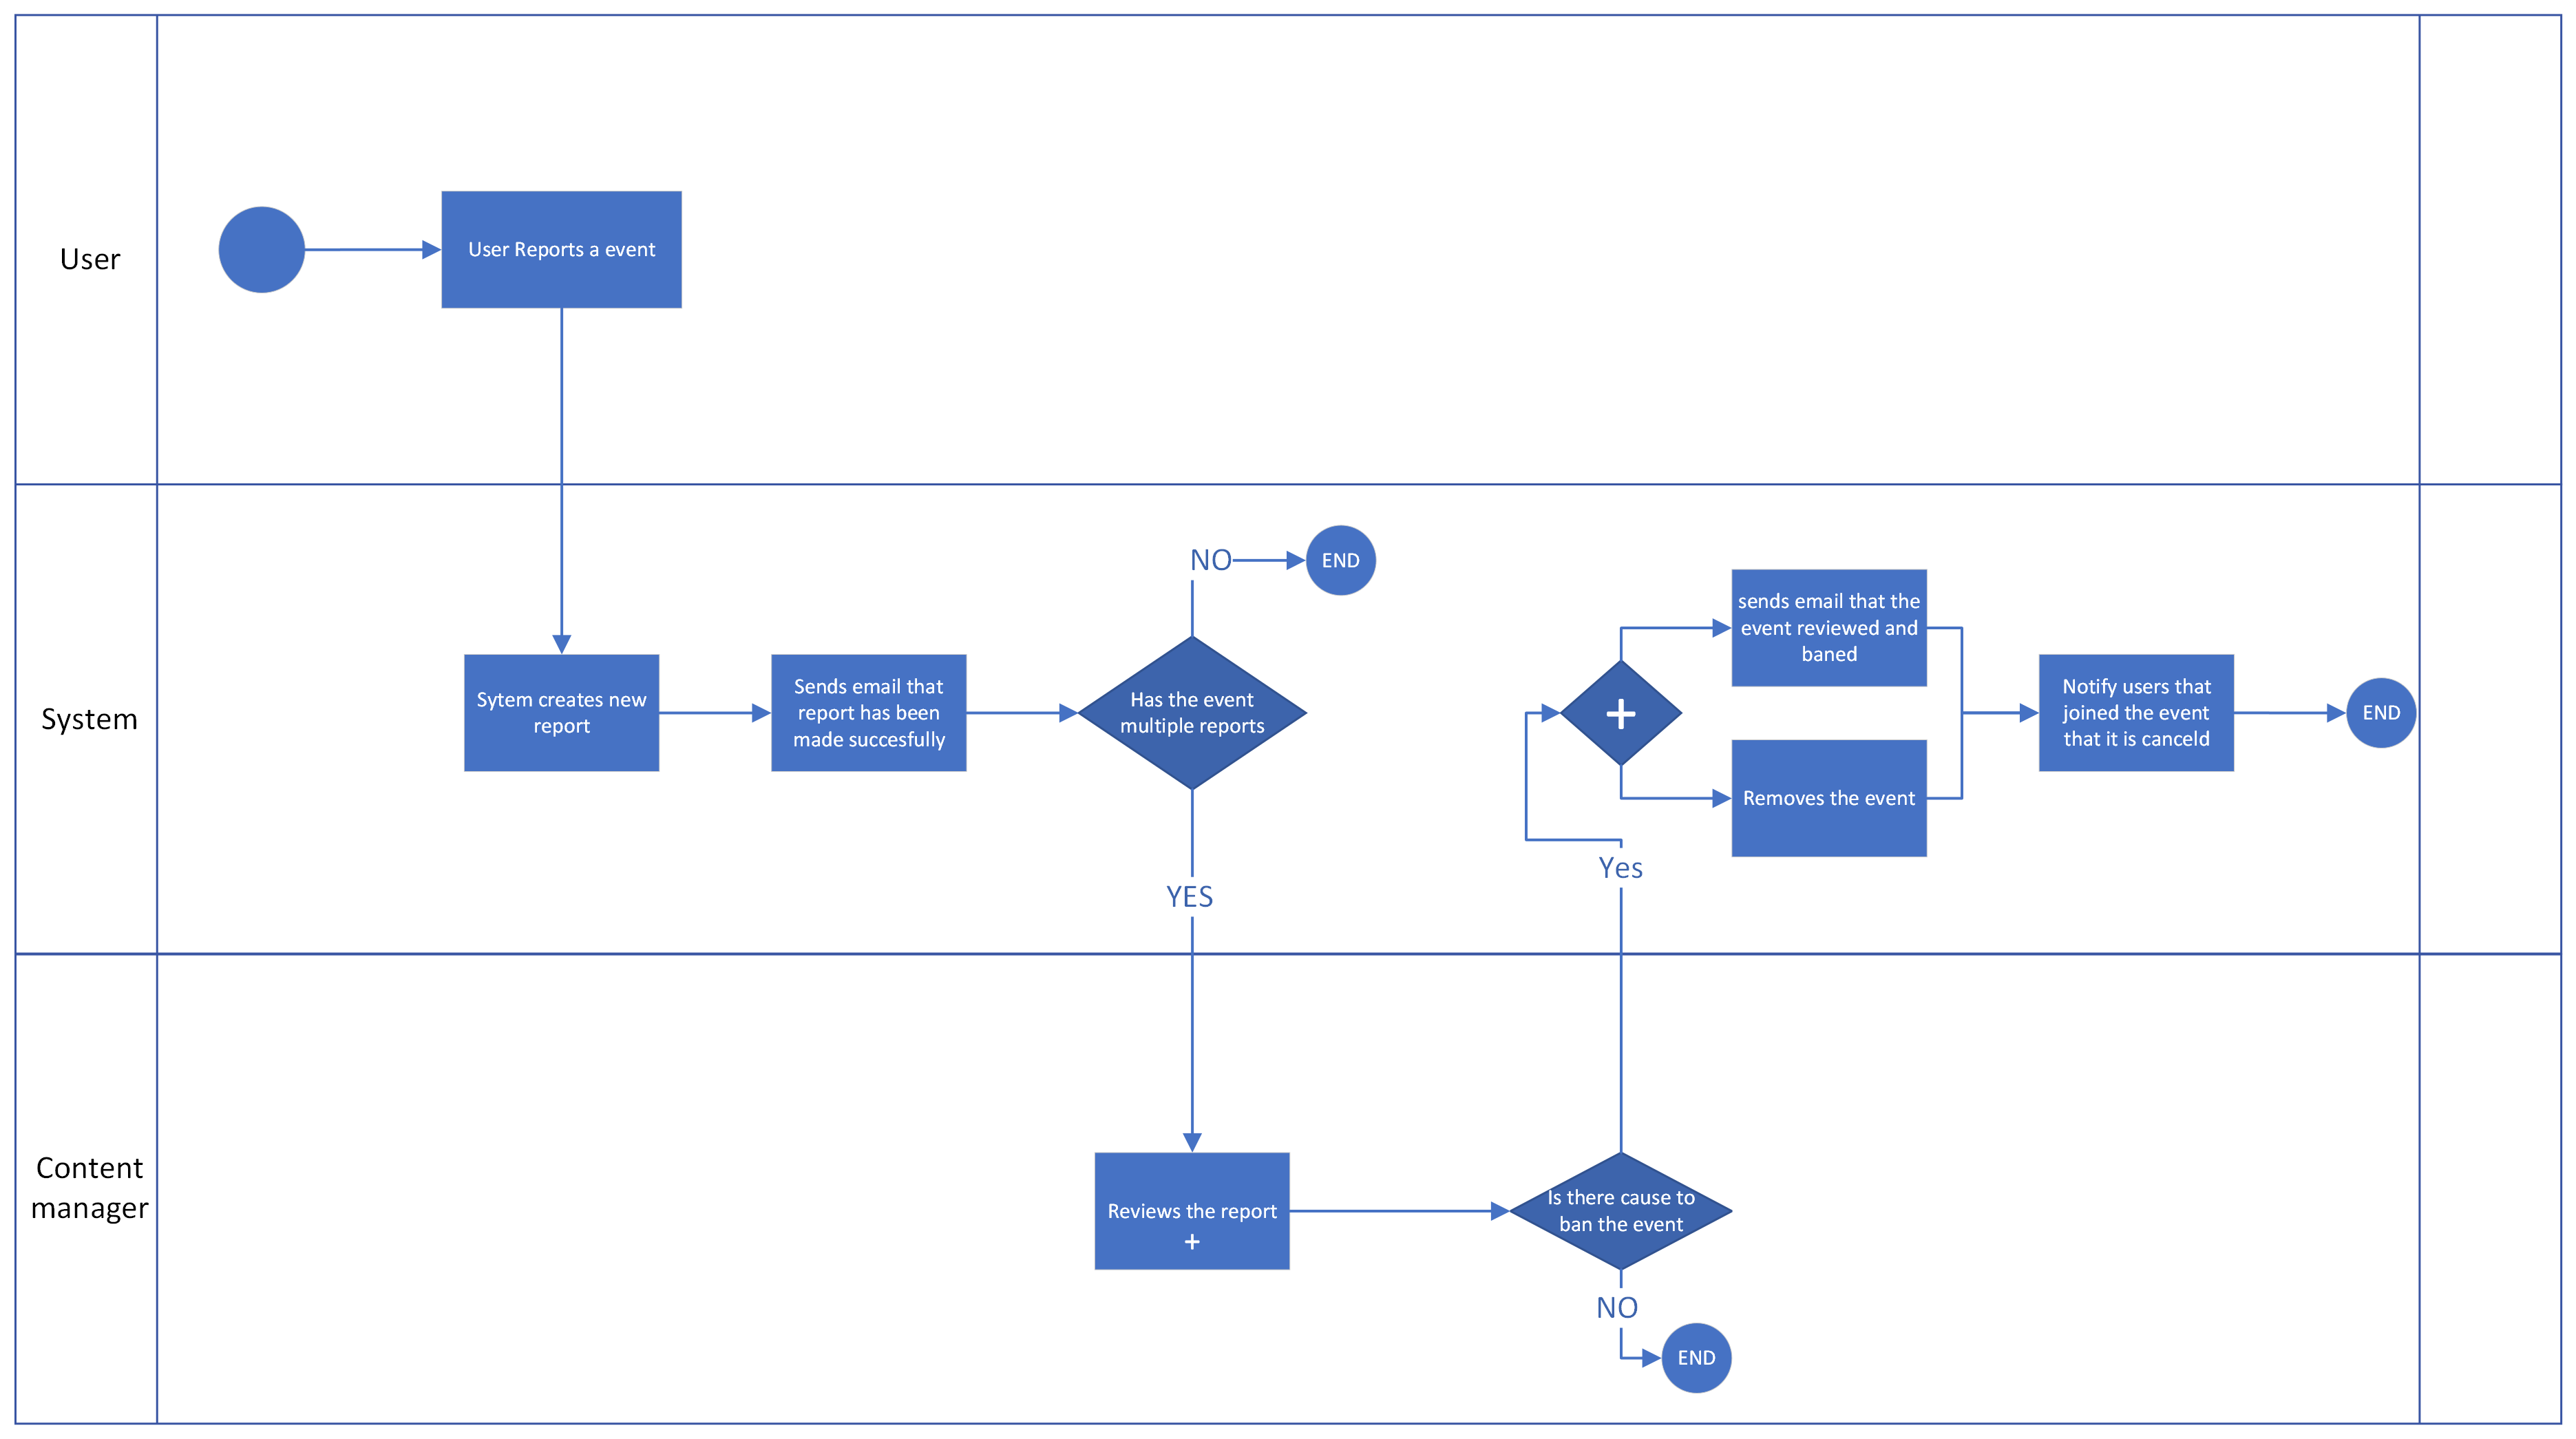 User
User Reports a event
System
Sytem creates new
report
Sends email that
report has been
made succesfully
Has the event
multiple reports
NO
END
YES
+
sends email that the
event reviewed and
baned
Removes the event
Notify users that
joined the event
that it is canceld
END
Yes
Content
manager
Reviews the report
+
Is there cause to
ban the event
NO
END